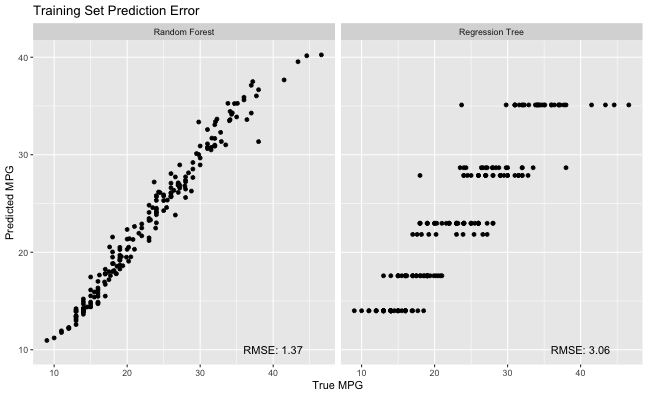 Training Set Prediction Error
Random Forest
Regression Tree
Predicted MPG
40
30
20
10
RMSE: 1.37
RMSE: 3.06
10
20
30
40
10
20
30
40
True MPG